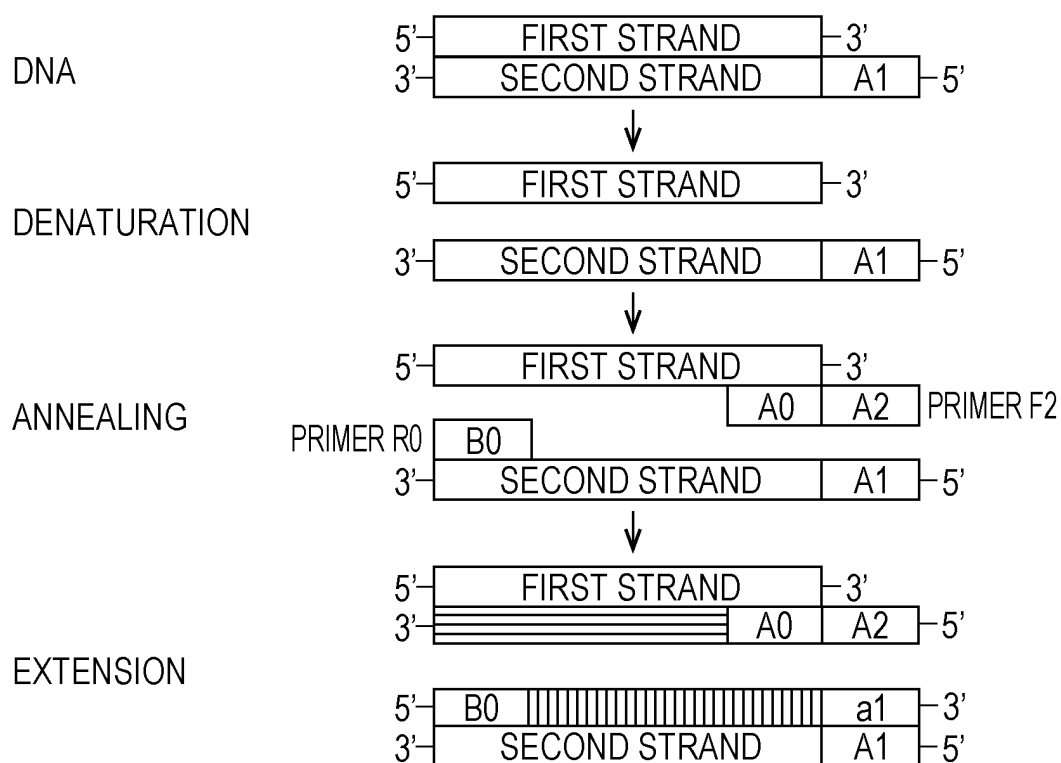 5’ FIRST STRAND 3’
DNA
3’ SECOND STRAND A1 5’
5’ FIRST STRAND 3’
DENATURATION
3’ SECOND STRAND A1 5’
5’ FIRST STRAND 3’
ANNEALING
A0 A2 PRIMER F2
PRIMER R0 B0
3’ SECOND STRAND A1 5’
5’ FIRST STRAND 3’
3’ A0 A2 5’
EXTENSION
5’ B0 a1 3’
3’ SECOND STRAND A1 5’